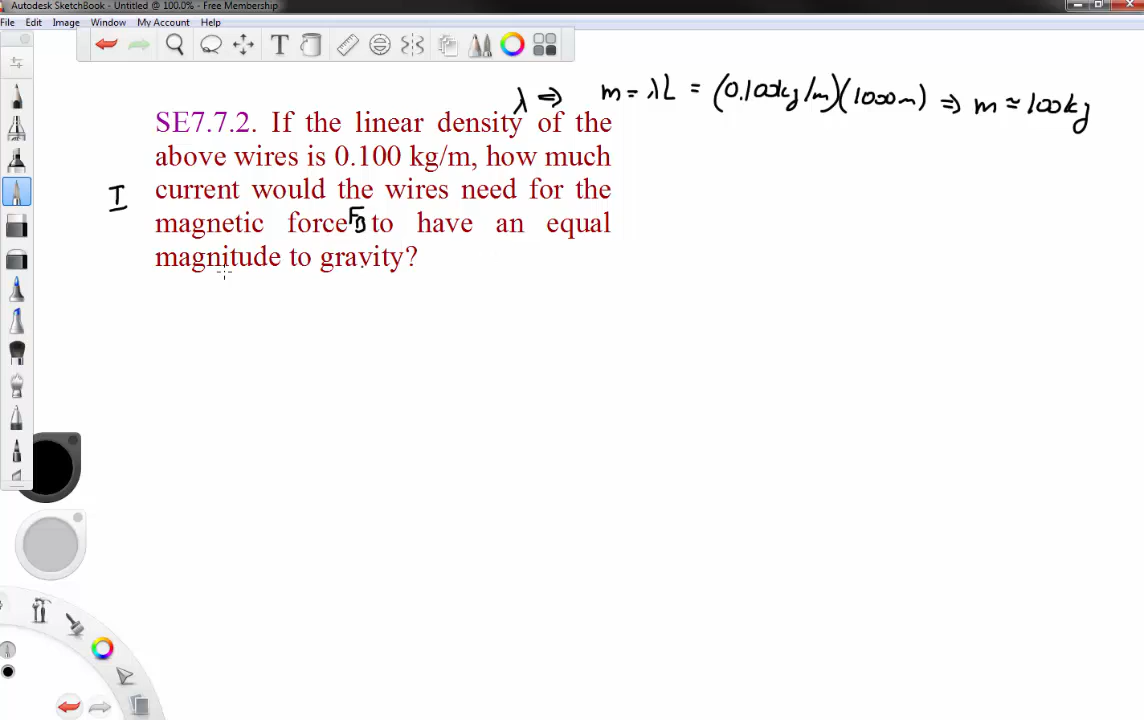 Autodesk SketchBook - Untitled @ 100.0% - Free Membership
File Edit Image Window My Account Help
T
λ ⇒ m = λL = (0.100kg/m)(1000m) ⇒ m ≈ 100kg
SE7.7.2. If the linear density of the
above wires is 0.100 kg/m, how much
I current would the wires need for the
magnetic force F_B to have an equal
magnitude to gravity?